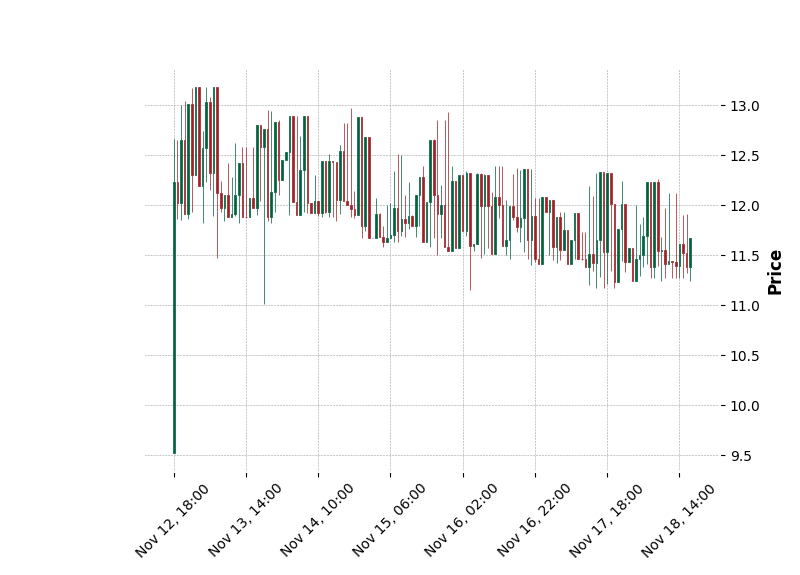 13.0
12.5
12.0
11.5
11.0
10.5
10.0
9.5
Price
Nov 12, 18:00
Nov 13, 14:00
Nov 14, 10:00
Nov 15, 06:00
Nov 16, 02:00
Nov 16, 22:00
Nov 17, 18:00
Nov 18, 14:00